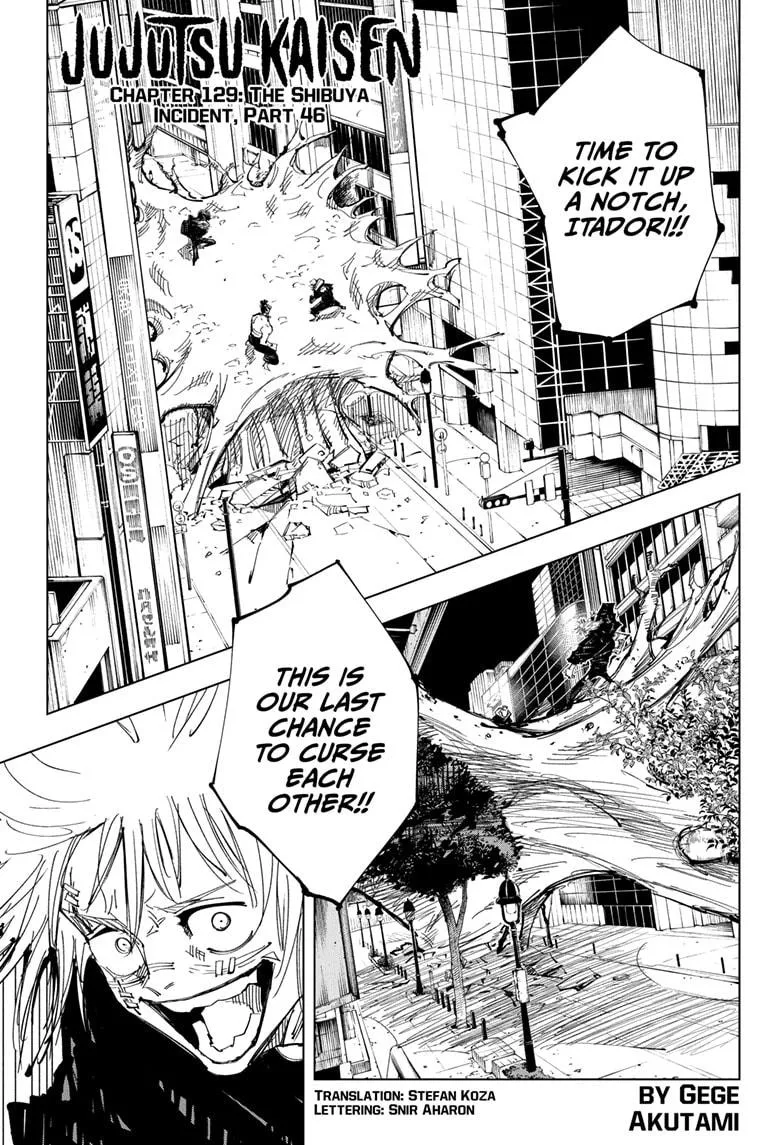 JUJUTSU KAISEN
CHAPTER 129: THE SHIBUYA
INCIDENT, PART 46
TIME TO
KICK IT UP
A NOTCH,
ITADORI!!
THIS IS
OUR LAST
CHANCE
TO CURSE
EACH
OTHER!!
TRANSLATION: STEFAN KOZA
LETTERING: SNIR AHARON
BY GEGE
AKUTAMI